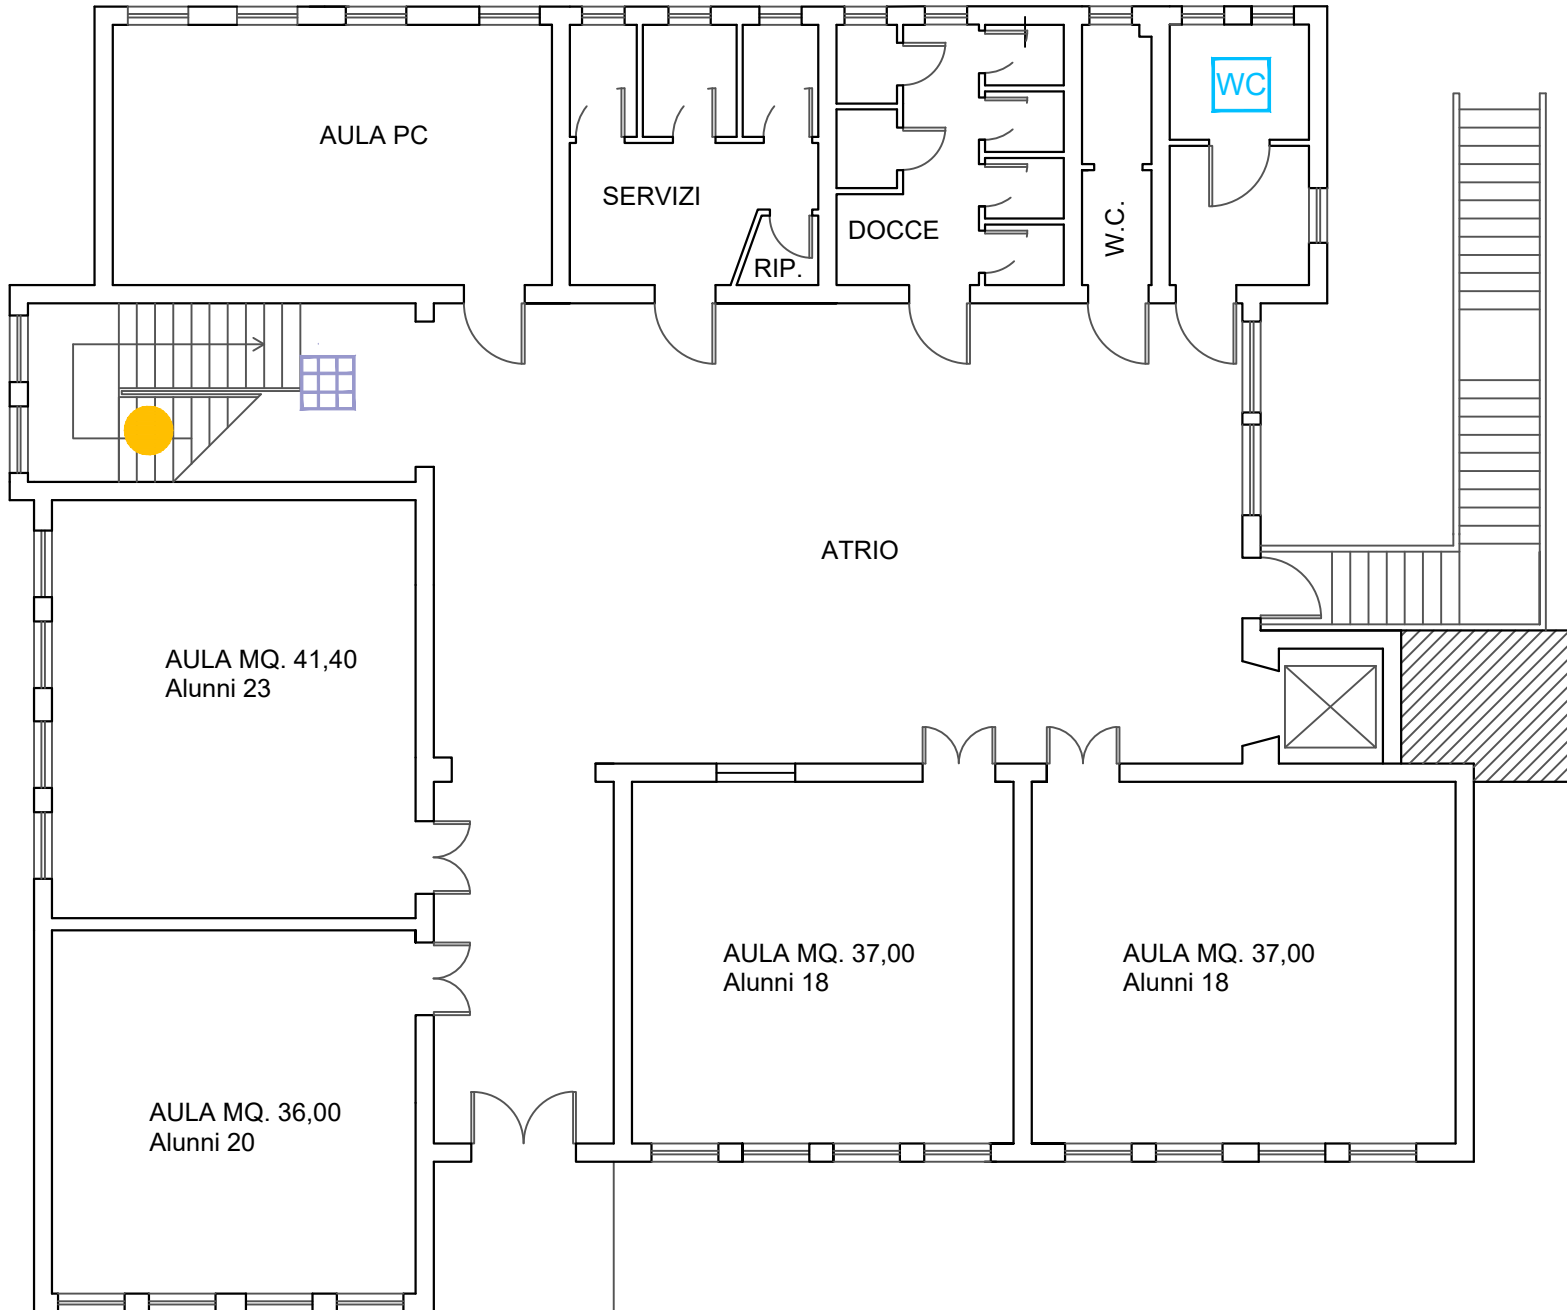 WC
AULA PC
SERVIZI
DOCCE
W.C.
RIP.
ATRIO
AULA MQ. 41,40
Alunni 23
AULA MQ. 37,00
Alunni 18
AULA MQ. 37,00
Alunni 18
AULA MQ. 36,00
Alunni 20